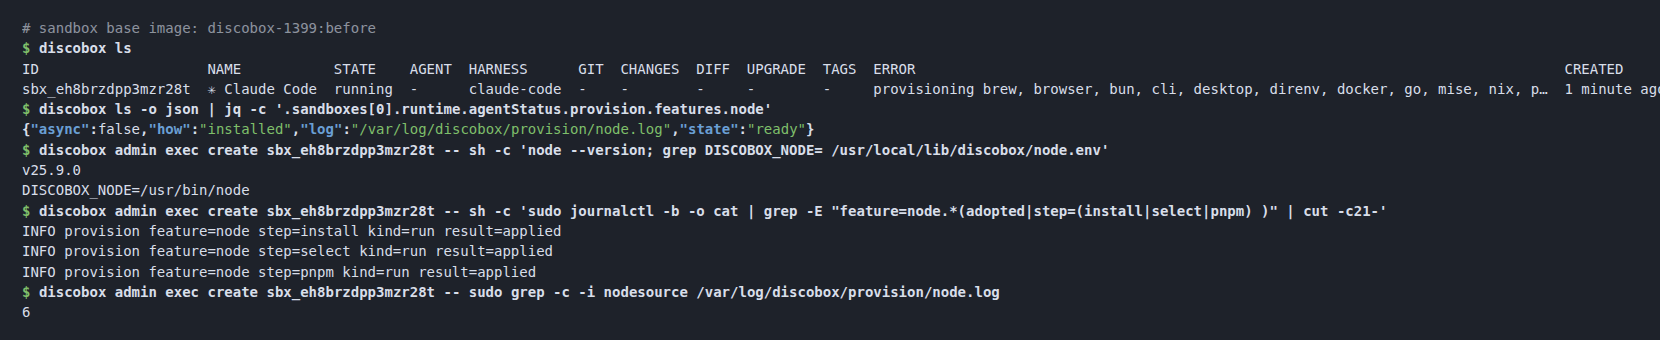 # sandbox base image: discobox-1399:before
$ discobox ls
ID NAME STATE AGENT HARNESS GIT CHANGES DIFF UPGRADE TAGS ERROR CREATED
sbx_eh8brzdpp3mzr28t ✳ Claude Code running - claude-code - - - - - provisioning brew, browser, bun, cli, desktop, direnv, docker, go, mise, nix, p… 1 minute ago
$ discobox ls -o json | jq -c '.sandboxes[0].runtime.agentStatus.provision.features.node'
{"async":false,"how":"installed","log":"/var/log/discobox/provision/node.log","state":"ready"}
$ discobox admin exec create sbx_eh8brzdpp3mzr28t -- sh -c 'node --version; grep DISCOBOX_NODE= /usr/local/lib/discobox/node.env'
v25.9.0
DISCOBOX_NODE=/usr/bin/node
$ discobox admin exec create sbx_eh8brzdpp3mzr28t -- sh -c 'sudo journalctl -b -o cat | grep -E "feature=node.*(adopted|step=(install|select|pnpm) )" | cut -c21-'
INFO provision feature=node step=install kind=run result=applied
INFO provision feature=node step=select kind=run result=applied
INFO provision feature=node step=pnpm kind=run result=applied
$ discobox admin exec create sbx_eh8brzdpp3mzr28t -- sudo grep -c -i nodesource /var/log/discobox/provision/node.log
6